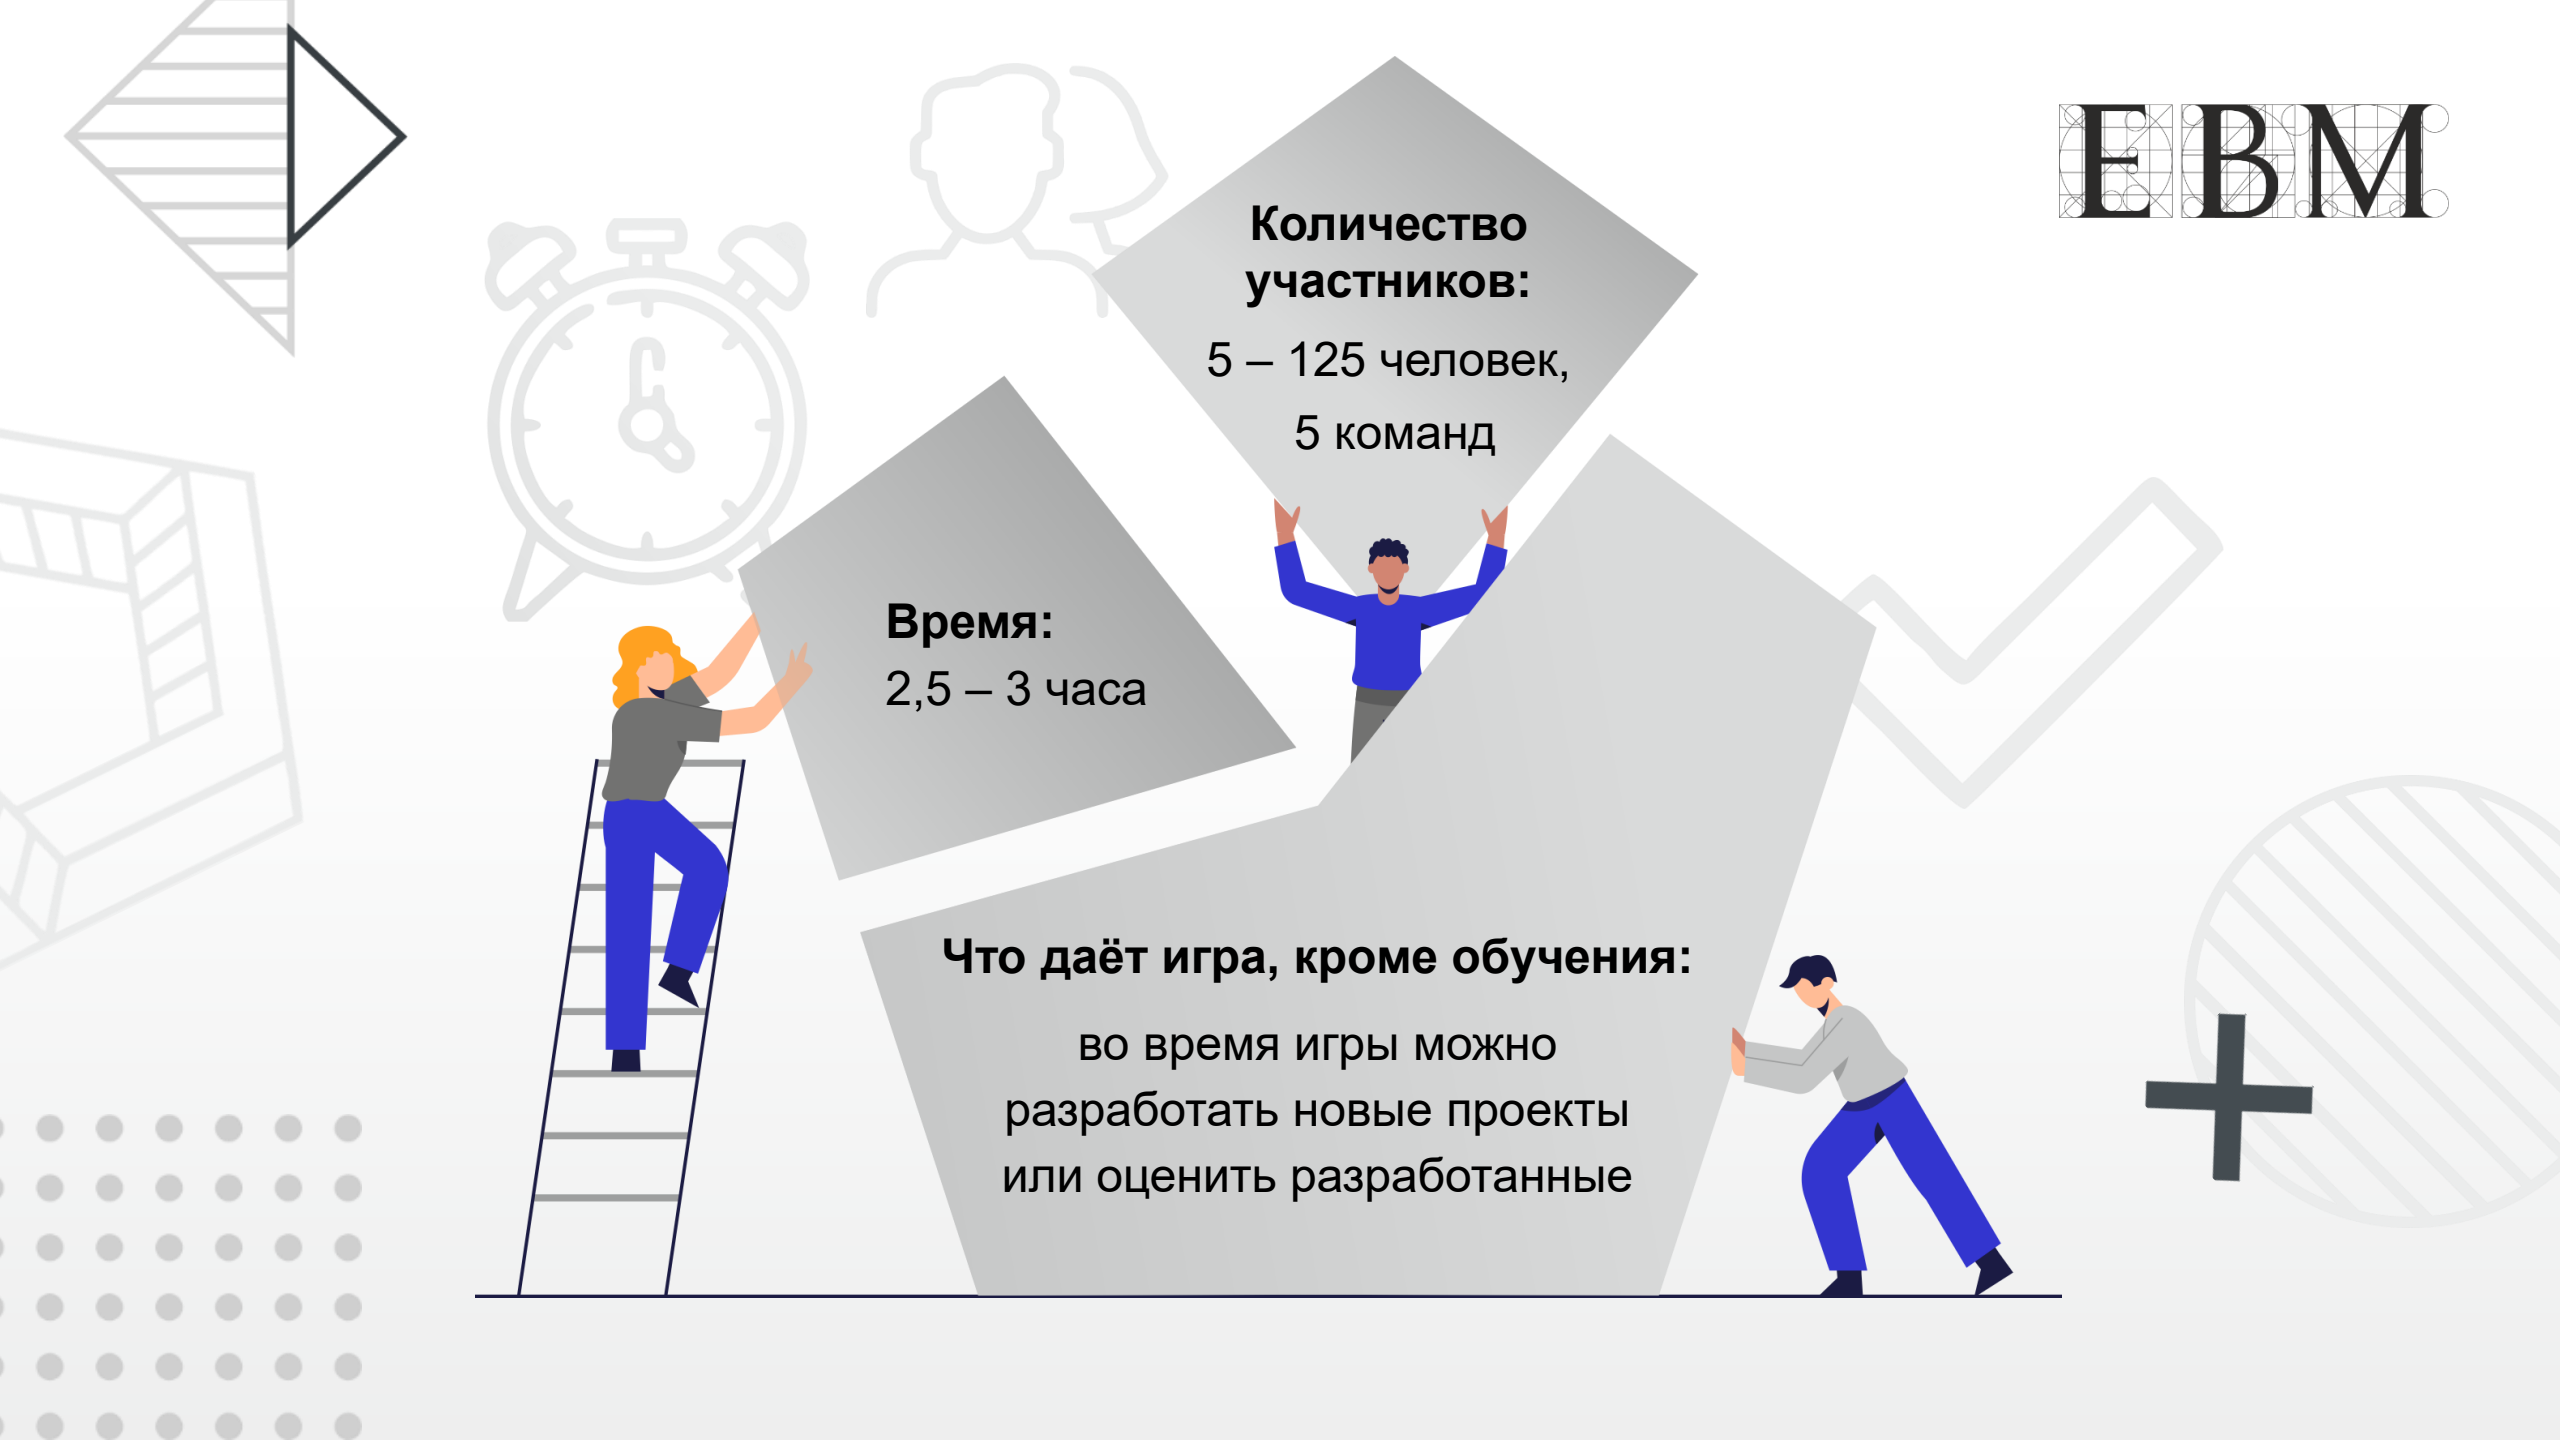 EBM
Количество
участников:
5 – 125 человек,
5 команд
Время:
2,5 – 3 часа
Что даёт игра, кроме обучения:
во время игры можно
разработать новые проекты
или оценить разработанные